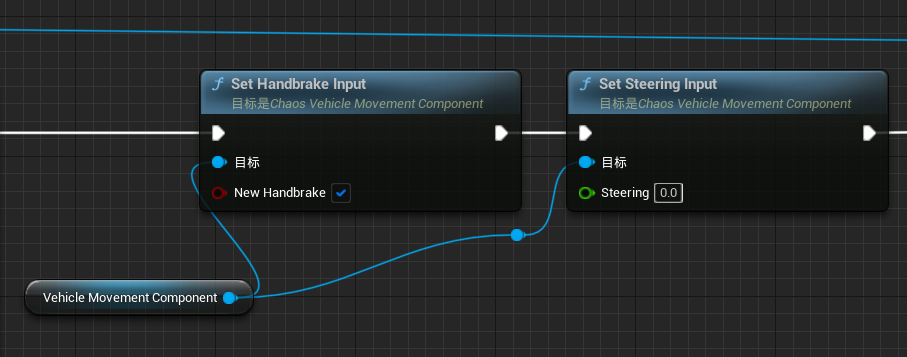 Set Handbrake Input
目标是Chaos Vehicle Movement Component
目标
New Handbrake
Set Steering Input
目标是Chaos Vehicle Movement Component
目标
Steering 0.0
Vehicle Movement Component